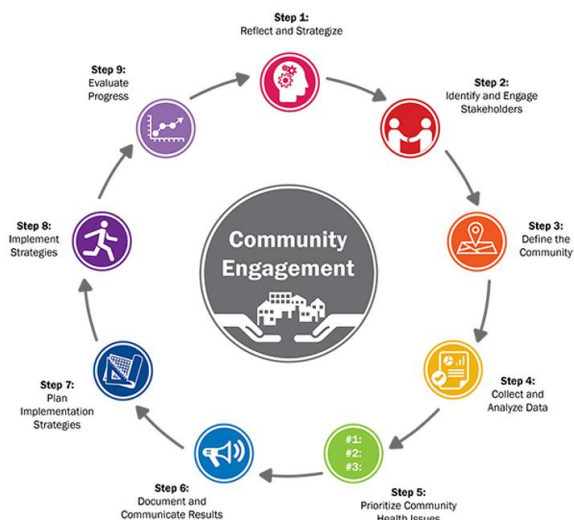 Step 1:
Reflect and Strategize
Step 2:
Identify and Engage
Stakeholders
Step 3:
Define the
Community
Step 4:
Collect and
Analyze Data
#1:
#2:
#3:
Step 5:
Prioritize Community
Health Issues
Step 6:
Document and
Communicate Results
Step 7:
Plan
Implementation
Strategies
Step 8:
Implement
Strategies
Step 9:
Evaluate
Progress
Community
Engagement